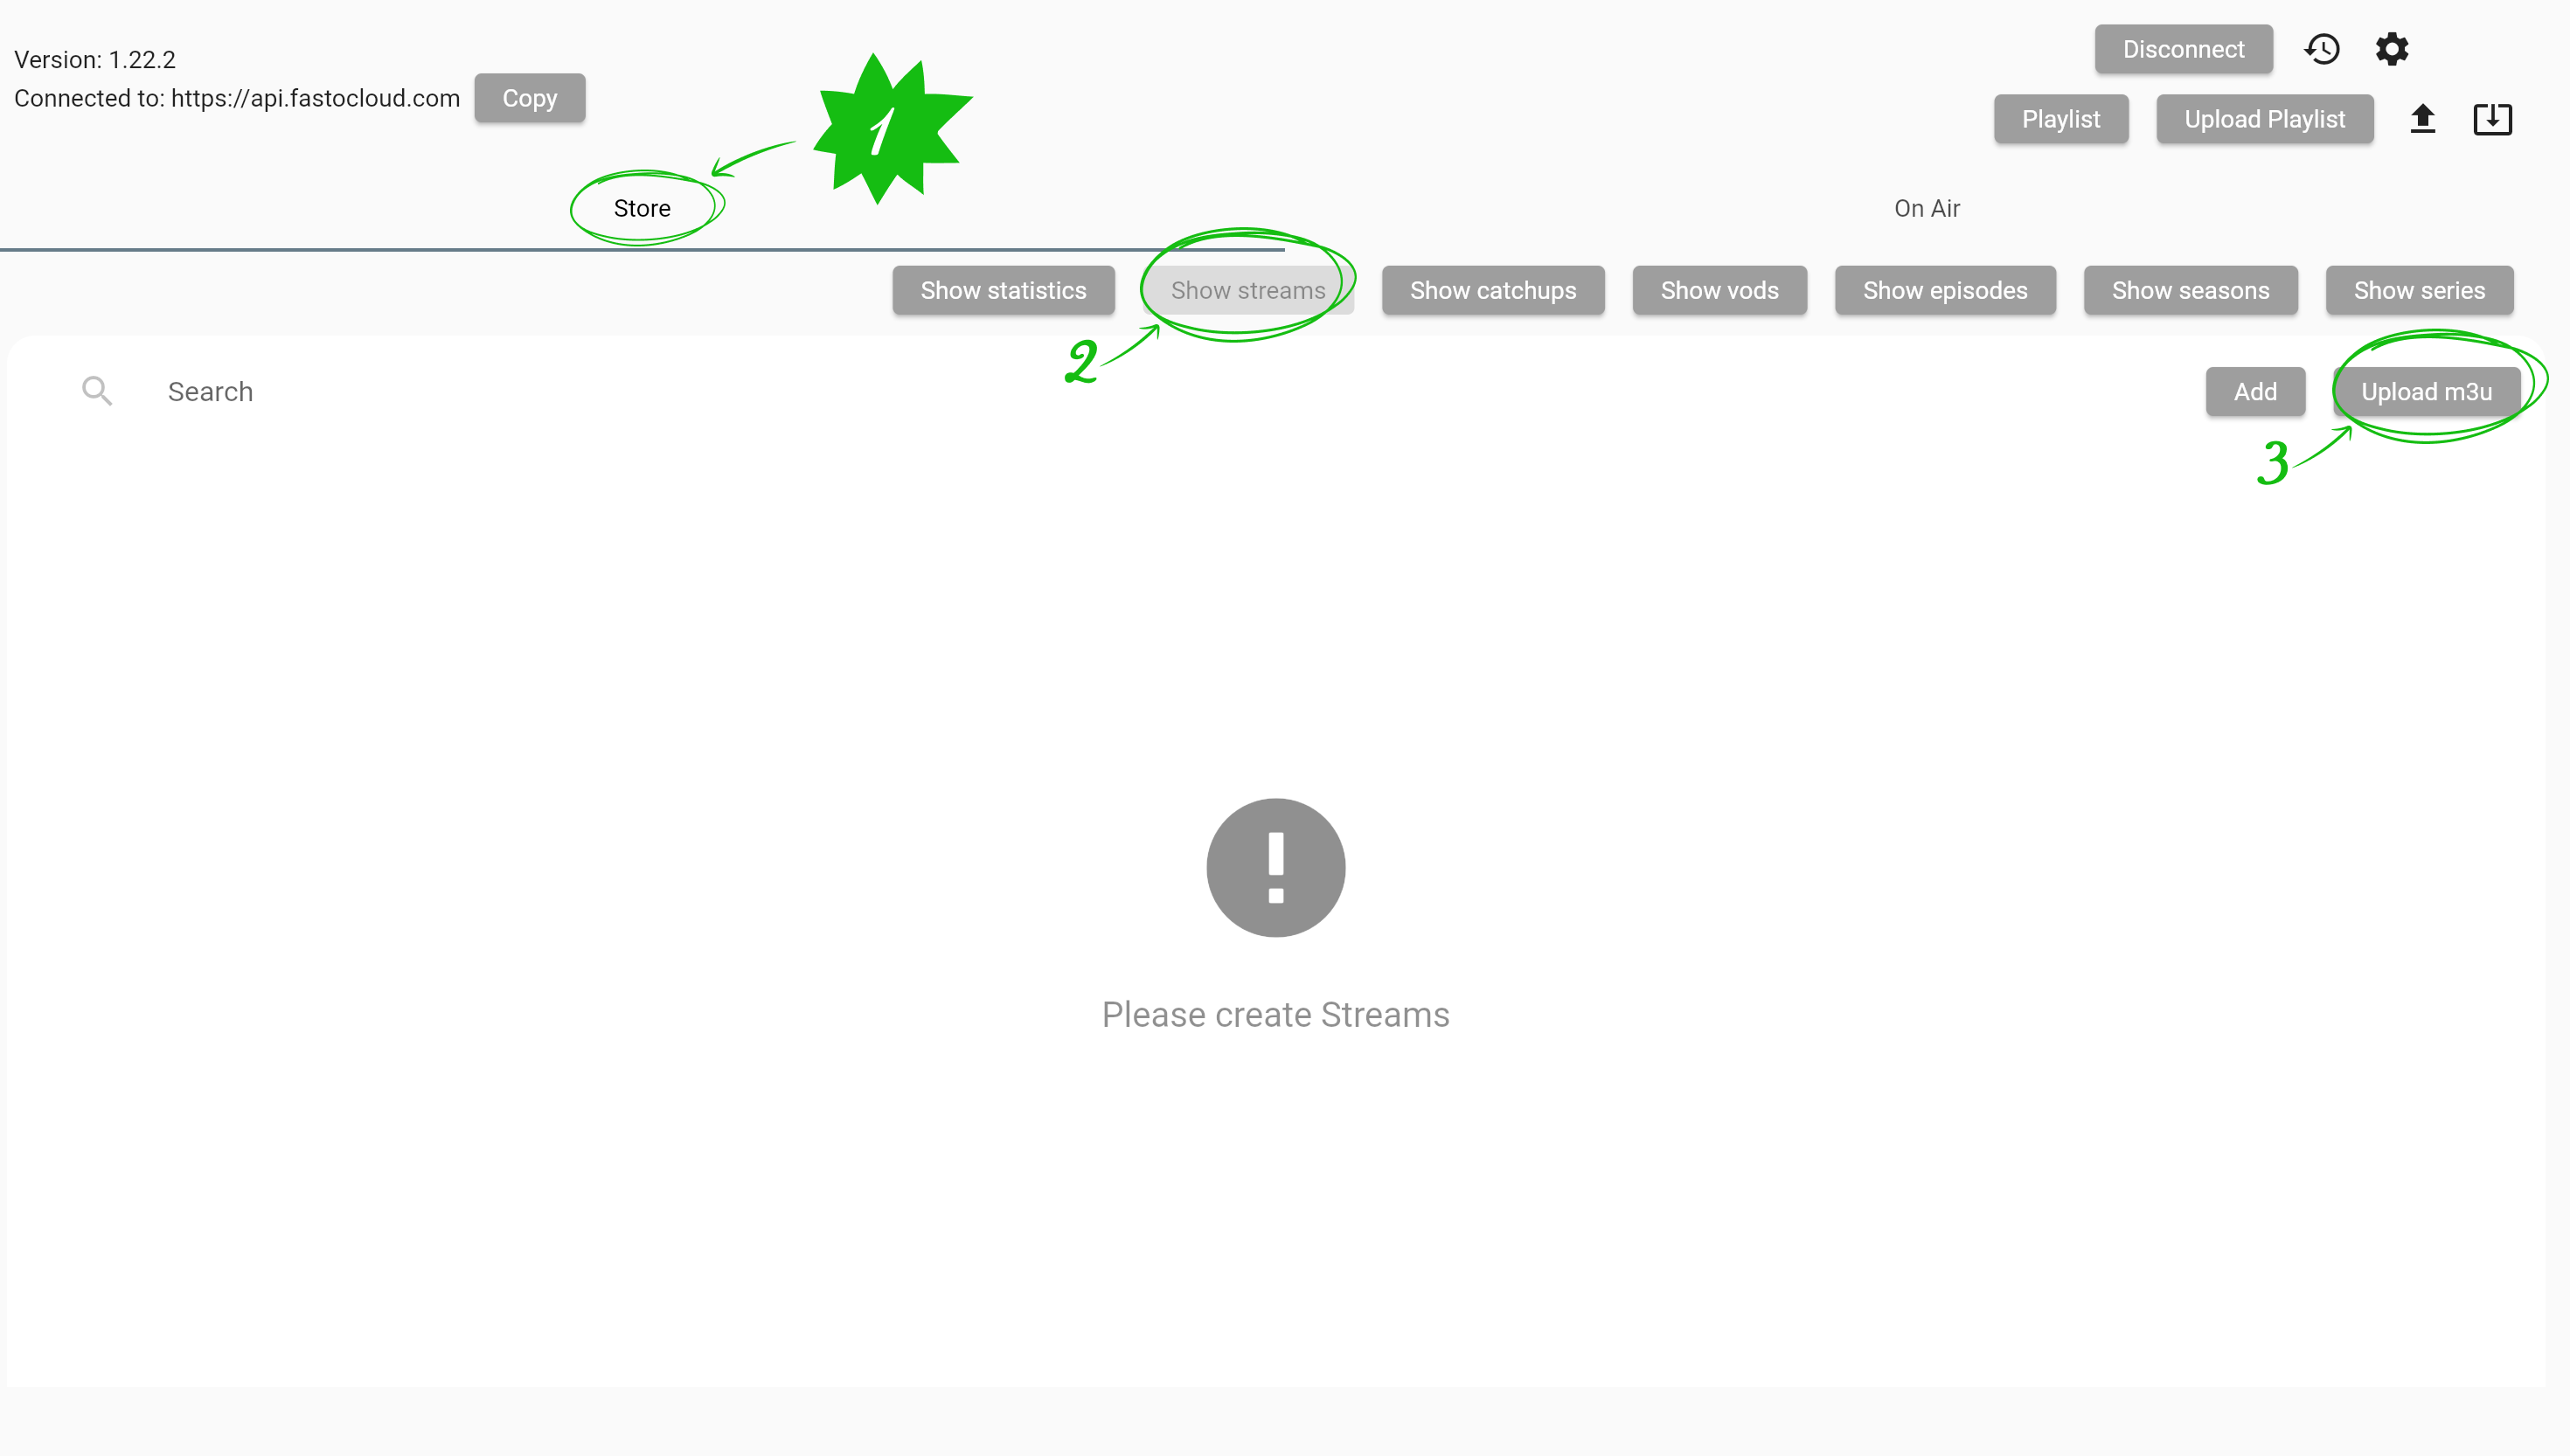 Version: 1.22.2
Connected to: https://api.fastocloud.com Copy
Disconnect
Playlist Upload Playlist
1
Store On Air
Show statistics Show streams Show catchups Show vods Show episodes Show seasons Show series
2
Search Add Upload m3u
3
Please create Streams